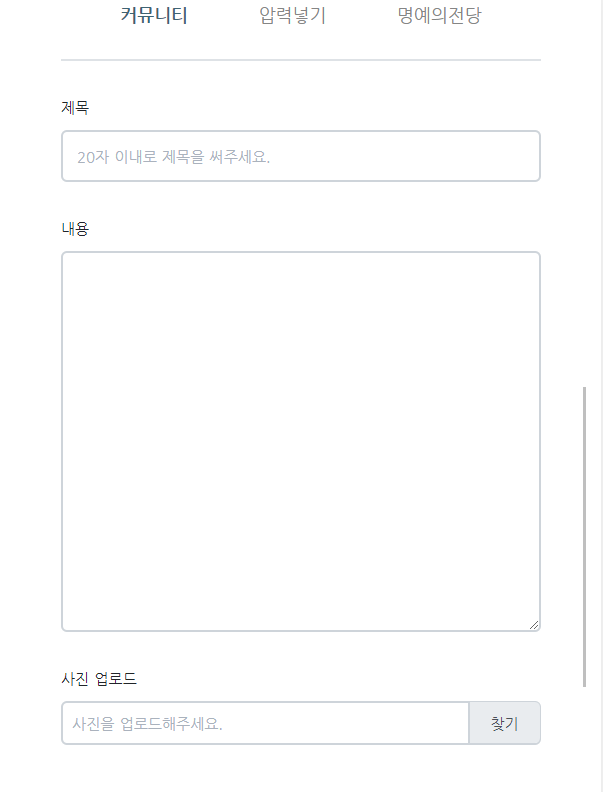 커뮤니티 압력넣기 명예의전당
제목
20자 이내로 제목을 써주세요.
내용
사진 업로드
사진을 업로드해주세요. 찾기